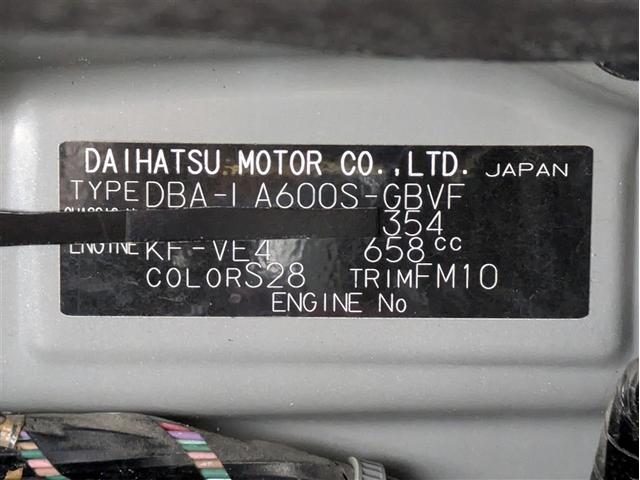 DAIHATSU MOTOR CO.,LTD. JAPAN
TYPE DBA-LA600S-GBVF
354
ENGINE KF-VE4 658cc
COLOR S28 TRIM FM10
ENGINE No